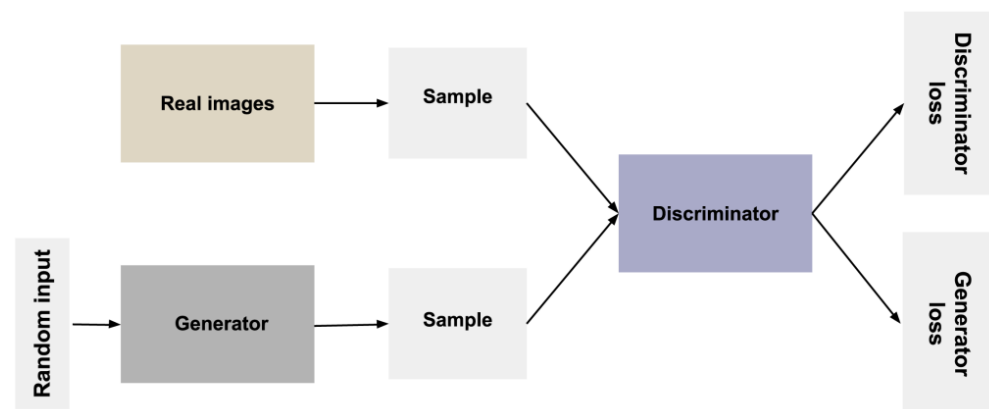 Real images
Sample
Discriminator
loss
Discriminator
Random input
Generator
Sample
Generator
loss